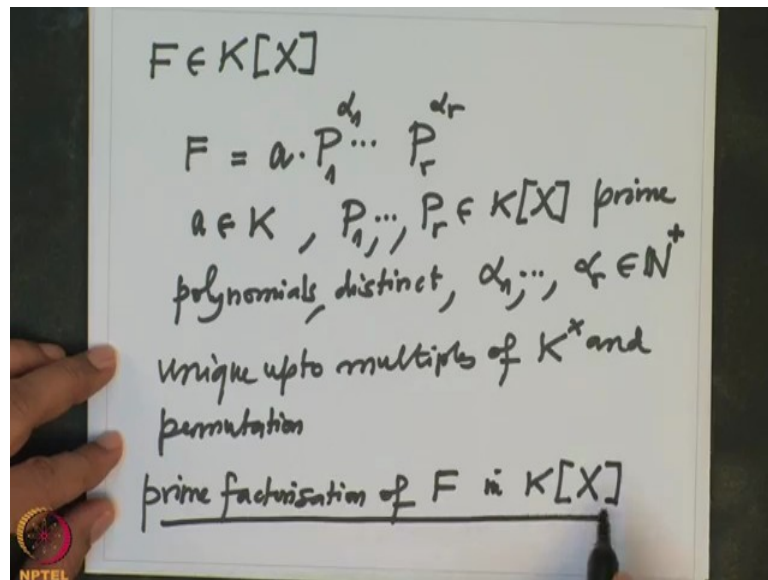 F ∈ K[X]
F = a · P₁^α₁ ⋯ P_r^α_r
a ∈ K , P₁, ⋯, P_r ∈ K[X] prime
polynomials, distinct, α₁, ⋯, α_r ∈ ℕ⁺
unique upto multiples of K^× and
permutation
prime factorisation of F in K[X]
NPTEL